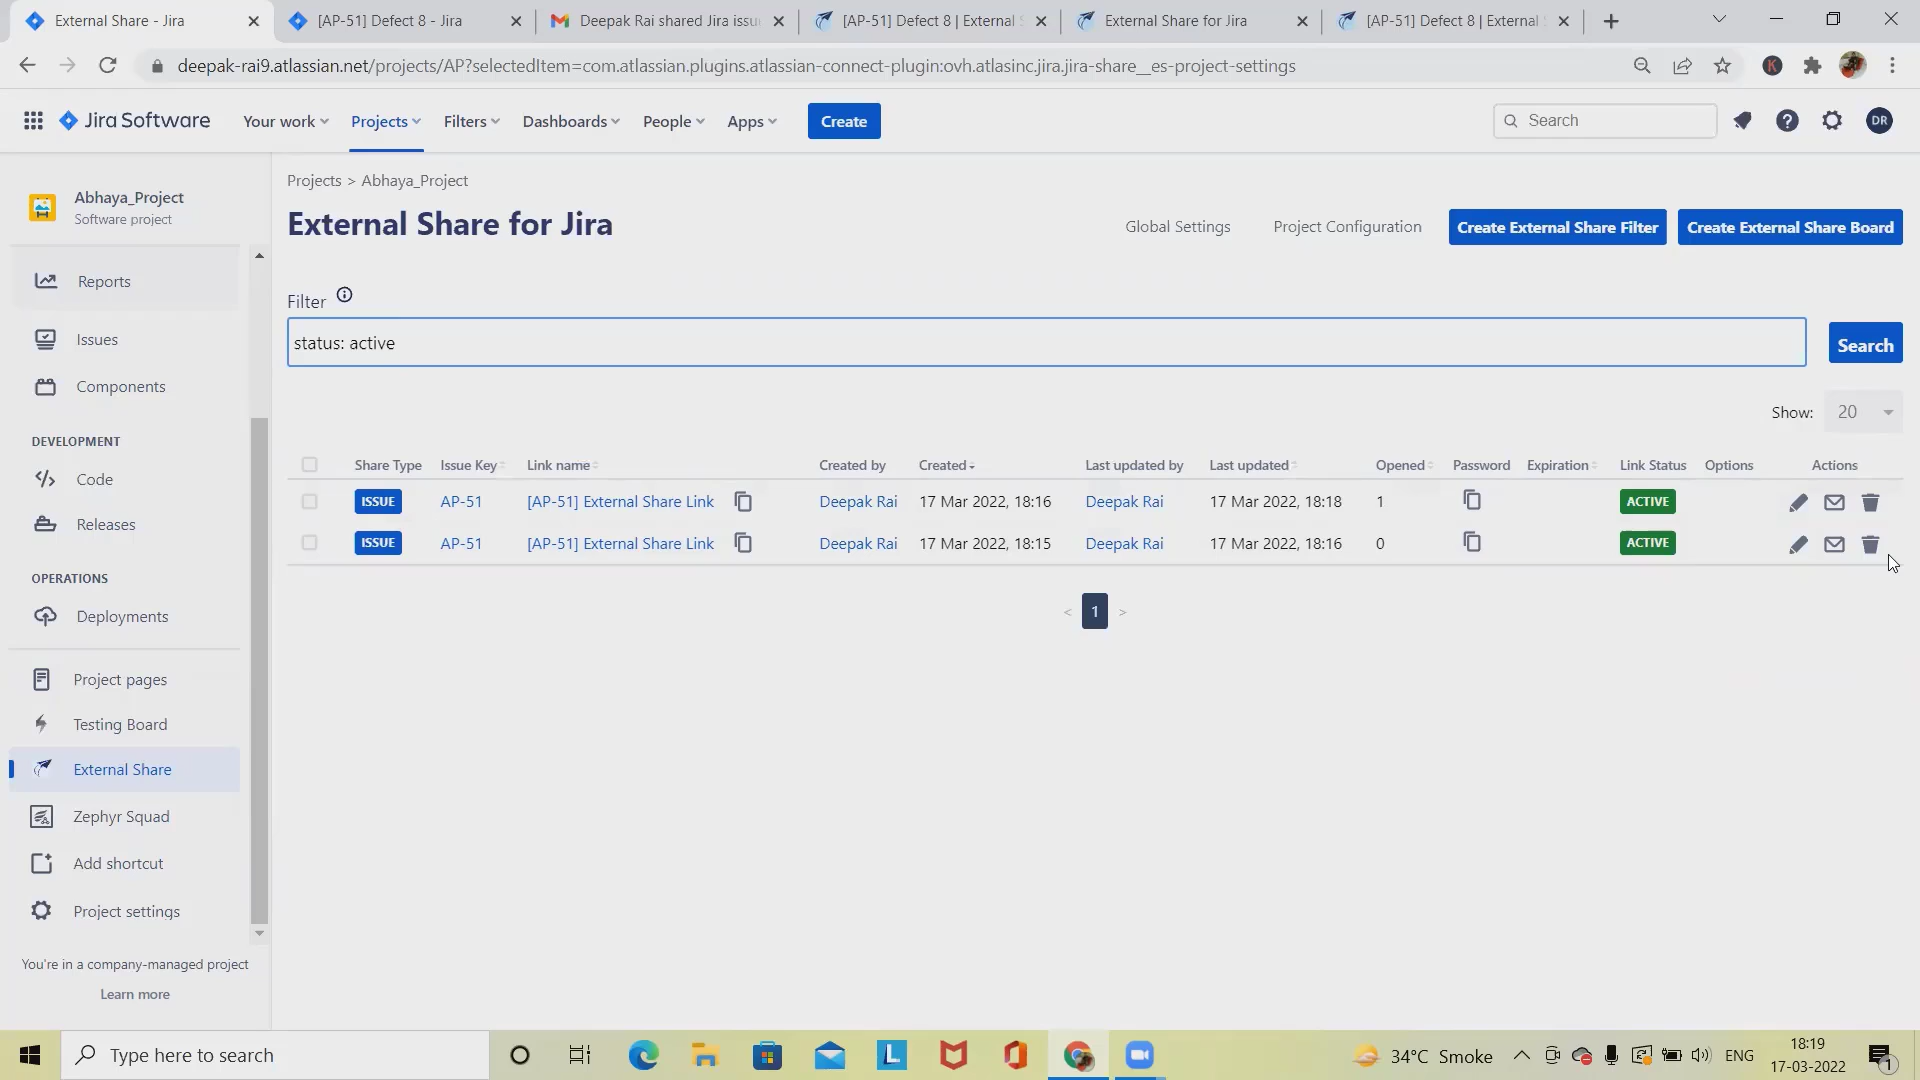 External Share - Jira
[AP-51] Defect 8 - Jira
Deepak Rai shared Jira issu
[AP-51] Defect 8 | External S
External Share for Jira
[AP-51] Defect 8 | External S
deepak-rai9.atlassian.net/projects/AP?selectedItem=com.atlassian.plugins.atlassian-connect-plugin:ovh.atlasinc.jira.jira-share__es-project-settings
K
Jira Software
Your work
Projects
Filters
Dashboards
People
Apps
Create
Search
DR
Abhaya_Project
Software project
Reports
Issues
Components
DEVELOPMENT
Code
Releases
OPERATIONS
Deployments
Project pages
Testing Board
External Share
Zephyr Squad
Add shortcut
Project settings
You're in a company-managed project
Learn more
Projects > Abhaya_Project
External Share for Jira
Global Settings
Project Configuration
Create External Share Filter
Create External Share Board
Filter
status: active
Search
Show: 20
Share Type Issue Key Link name Created by Created Last updated by Last updated Opened Password Expiration Link Status Options Actions
ISSUE AP-51 [AP-51] External Share Link Deepak Rai 17 Mar 2022, 18:16 Deepak Rai 17 Mar 2022, 18:18 1 ACTIVE
ISSUE AP-51 [AP-51] External Share Link Deepak Rai 17 Mar 2022, 18:15 Deepak Rai 17 Mar 2022, 18:16 0 ACTIVE
< 1 >
Type here to search
L
34°C Smoke
ENG
18:19
17-03-2022
1